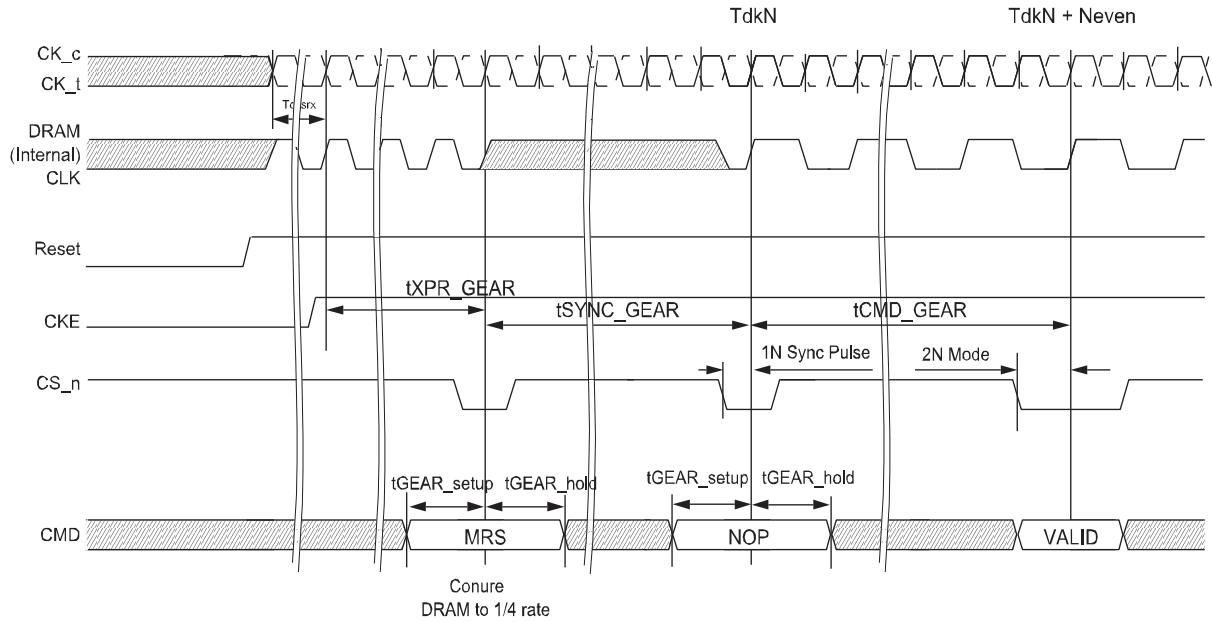 TdkN
TdkN + Neven
CK_c
CK_t
DRAM
(Internal)
CLK
Reset
tXPR_GEAR
CKE
tSYNC_GEAR
tCMD_GEAR
1N Sync Pulse
2N Mode
CS_n
tGEAR_setup
tGEAR_hold
tGEAR_setup
tGEAR_hold
CMD
MRS
NOP
VALID
Conure
DRAM to 1/4 rate